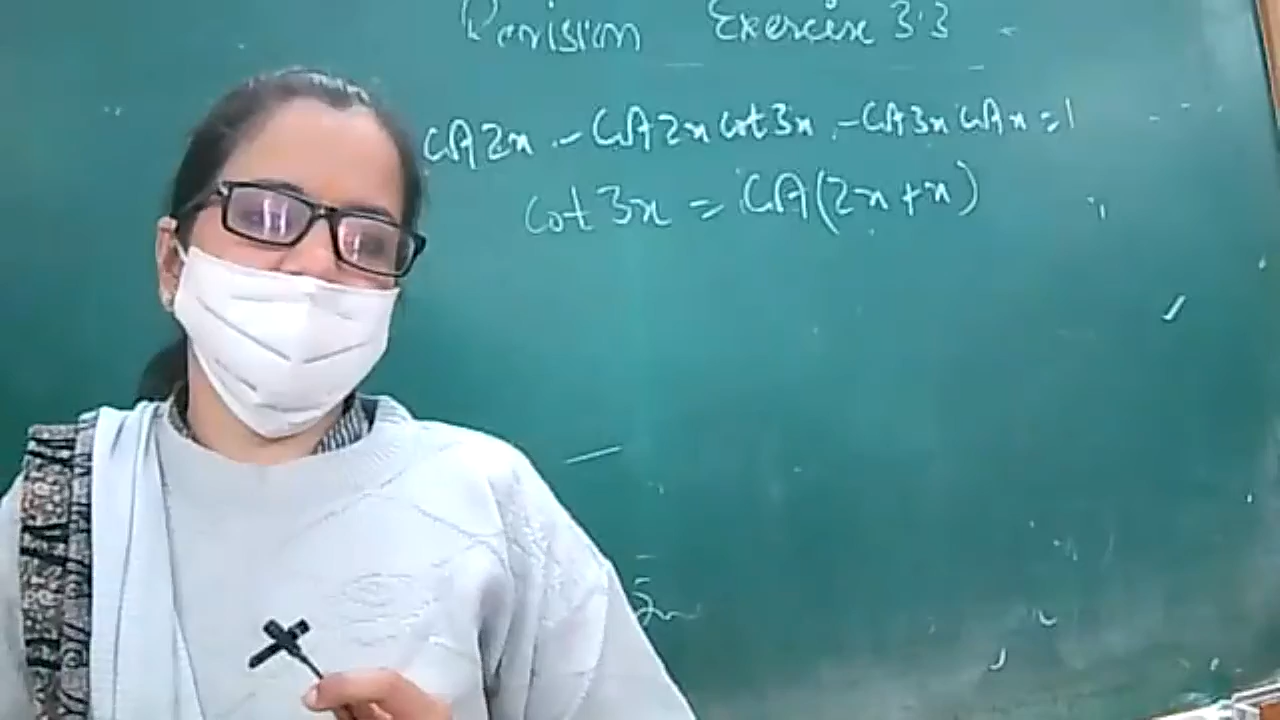 Revision Exercise 3.3
cot2x - cot2x cot3x - cot3x cotx = 1
cot 3x = cot(2x+x)